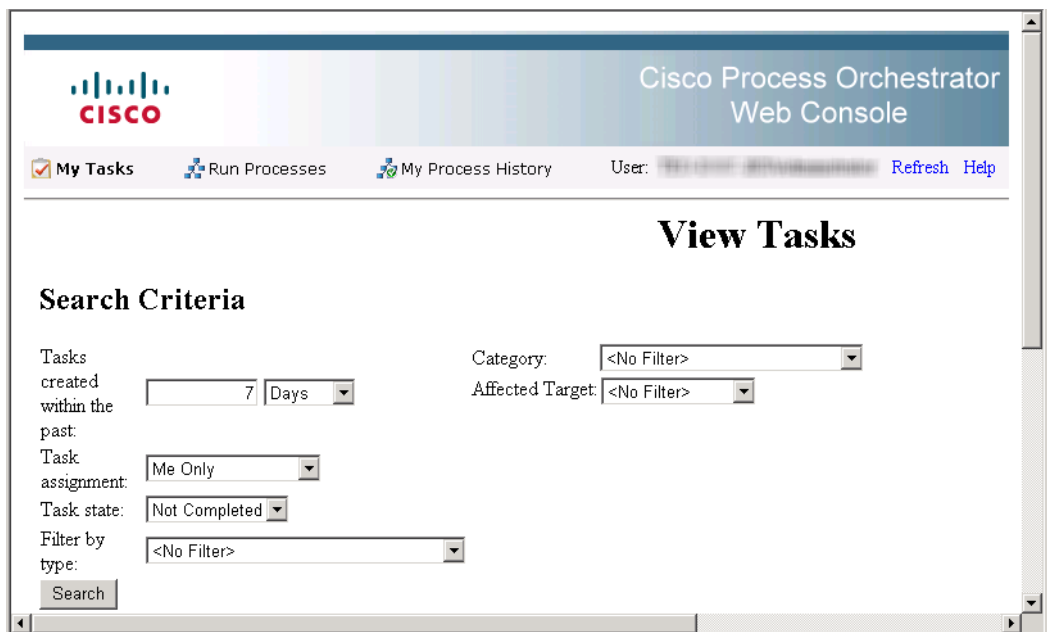 Cisco Process Orchestrator
Web Console
CISCO
My Tasks Run Processes My Process History User: Refresh Help
View Tasks
Search Criteria
Tasks
created
within the
past:
7 Days
Category: <No Filter>
Affected Target: <No Filter>
Task
assignment:
Me Only
Task state: Not Completed
Filter by
type:
<No Filter>
Search